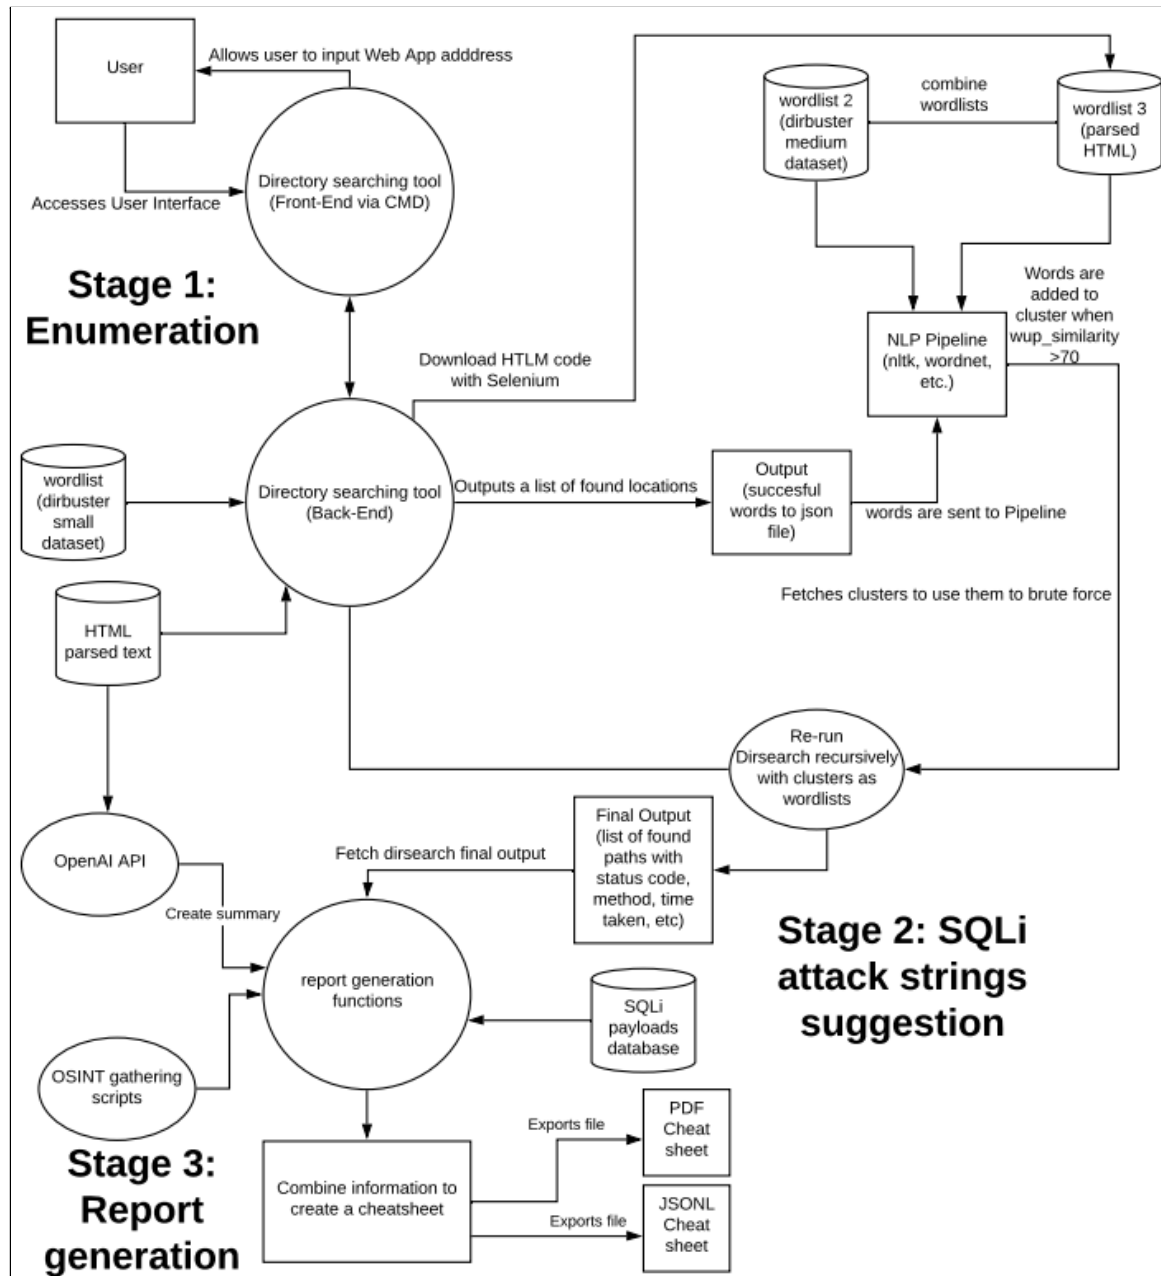 Allows user to input Web App adddress
User
wordlist 2
(dirbuster
medium
dataset)
combine
wordlists
wordlist 3
(parsed
HTML)
Directory searching tool
(Front-End via CMD)
Accesses User Interface
Stage 1:
Enumeration
Words are
added to
cluster when
wup_similarity
>70
NLP Pipeline
(nltk, wordnet,
etc.)
Download HTLM code
with Selenium
wordlist
(dirbuster
small
dataset)
Directory searching tool
(Back-End)
Outputs a list of found locations
Output
(succesful
words to json
file)
words are sent to Pipeline
Fetches clusters to use them to brute force
HTML
parsed text
Re-run
Dirsearch recursively
with clusters as
wordlists
OpenAI API
Create summary
Fetch dirsearch final output
Final Output
(list of found
paths with
status code,
method, time
taken, etc)
Stage 2: SQLi
attack strings
suggestion
report generation
functions
SQLi
payloads
database
OSINT gathering
scripts
Stage 3:
Report
generation
Combine information to
create a cheatsheet
Exports file
PDF
Cheat
sheet
Exports file
JSONL
Cheat
sheet